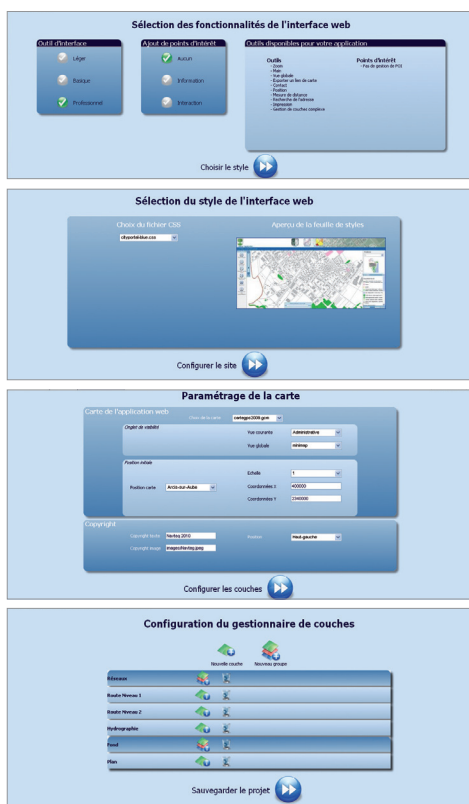 Sélection des fonctionnalités de l'interface web
Outil d'interface
Léger
Basique
Professionnel
Ajout de points d'intérêt
Aucun
Information
Interaction
Outils disponibles pour votre application
Outils
- Zoom
- Main
- Vue globale
- Exporter un lien de carte
- Contact
- Position
- Mesure de distance
- Recherche de l'adresse
- Impression
- Gestion de couches complexe
Points d'intérêt
- Pas de gestion de POI
Choisir le style
Sélection du style de l'interface web
Choix du fichier CSS
cityportal-blue.css
Aperçu de la feuille de styles
Configurer le site
Paramétrage de la carte
Carte de l'application web
Choix de la carte
cartegpv2009.gcm
Onglet de visibilité
Vue courante
Administrative
Vue globale
minimap
Position initiale
Position carte
Arcis-sur-Aube
Echelle
1
Coordonnées X
400000
Coordonnées Y
2340000
Copyright
Copyright texte
Navteq 2010
Position
Haut-gauche
Copyright image
images/Navteq.jpeg
Configurer les couches
Configuration du gestionnaire de couches
Nouvelle couche
Nouveau groupe
Réseaux
Route Niveau 1
Route Niveau 2
Hydrographie
Fond
Plan
Sauvegarder le projet